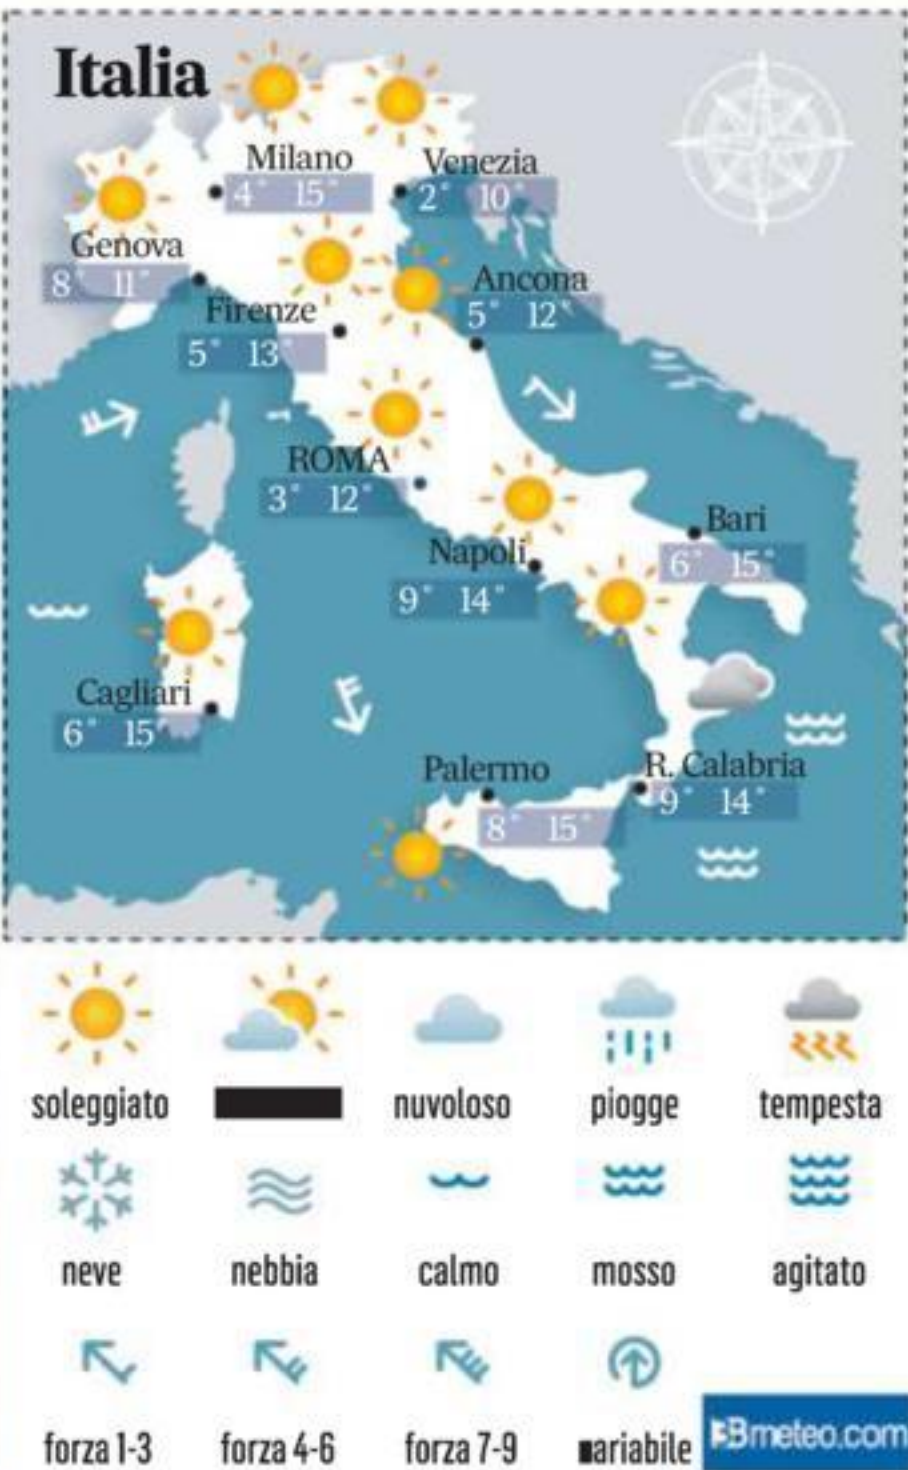 Italia
Milano
4° 15°
Venezia
2° 10°
Genova
8° 11°
Ancona
5° 12°
Firenze
5° 13°
ROMA
3° 12°
Bari
6° 15°
Napoli
9° 14°
Cagliari
6° 15°
Palermo
8° 15°
R. Calabria
9° 14°
soleggiato
nuvoloso
piogge
tempesta
neve
nebbia
calmo
mosso
agitato
forza 1-3
forza 4-6
forza 7-9
ariabile
3Bmeteo.com